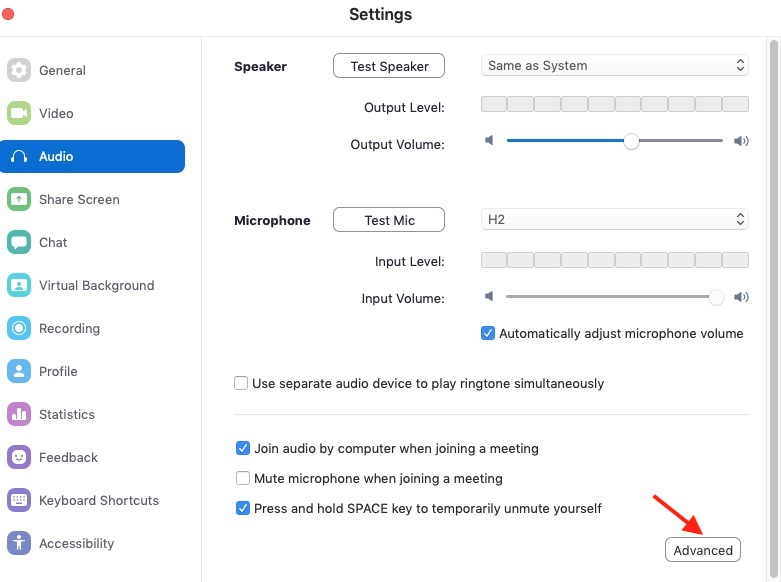 Settings
General
Video
Audio
Share Screen
Chat
Virtual Background
Recording
Profile
Statistics
Feedback
Keyboard Shortcuts
Accessibility
Speaker
Test Speaker
Same as System
Output Level:
Output Volume:
Microphone
Test Mic
H2
Input Level:
Input Volume:
Automatically adjust microphone volume
Use separate audio device to play ringtone simultaneously
Join audio by computer when joining a meeting
Mute microphone when joining a meeting
Press and hold SPACE key to temporarily unmute yourself
Advanced